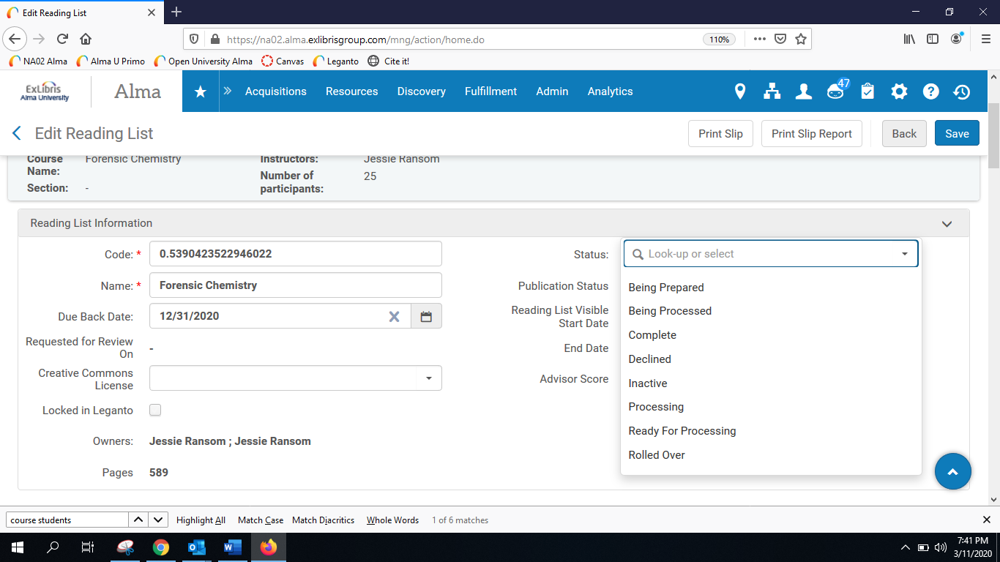 Edit Reading List
https://na02.alma.exlibrisgroup.com/mng/action/home.do 110%
NA02 Alma Alma U Primo Open University Alma Canvas Leganto Cite it!
ExLibris
Alma University
Alma Acquisitions Resources Discovery Fulfillment Admin Analytics 47
Edit Reading List Print Slip Print Slip Report Back Save
Course Name: Forensic Chemistry Instructors: Jessie Ransom
Section: - Number of participants: 25
Reading List Information
Code: * 0.5390423522946022 Status: Look-up or select
Name: * Forensic Chemistry Publication Status
Due Back Date: 12/31/2020 Reading List Visible Start Date
Requested for Review On - End Date
Creative Commons License Advisor Score
Locked in Leganto
Owners: Jessie Ransom ; Jessie Ransom
Pages 589
Being Prepared
Being Processed
Complete
Declined
Inactive
Processing
Ready For Processing
Rolled Over
course students Highlight All Match Case Match Diacritics Whole Words 1 of 6 matches
7:41 PM
3/11/2020